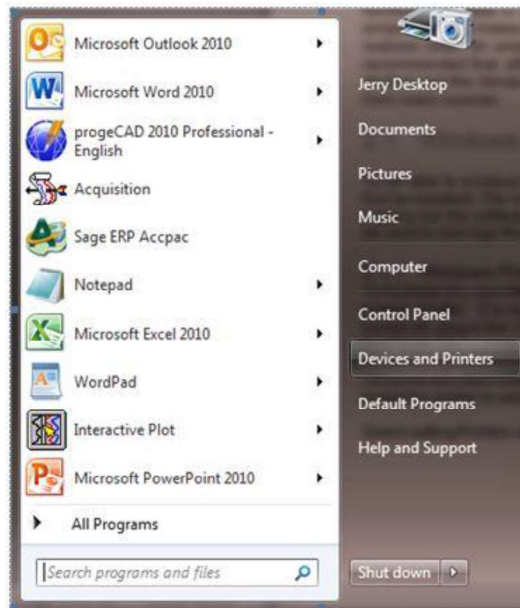 Microsoft Outlook 2010
Microsoft Word 2010
progeCAD 2010 Professional -
English
Acquisition
Sage ERP Accpac
Notepad
Microsoft Excel 2010
WordPad
Interactive Plot
Microsoft PowerPoint 2010
All Programs
Search programs and files
Jerry Desktop
Documents
Pictures
Music
Computer
Control Panel
Devices and Printers
Default Programs
Help and Support
Shut down